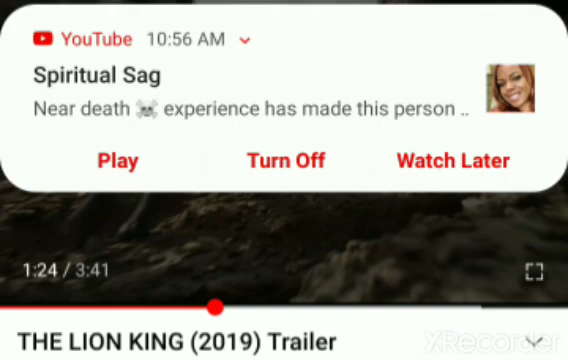 YouTube 10:56 AM
Spiritual Sag
Near death ☠ experience has made this person ..
Play Turn Off Watch Later
1:24 / 3:41
THE LION KING (2019) Trailer
XRecorder